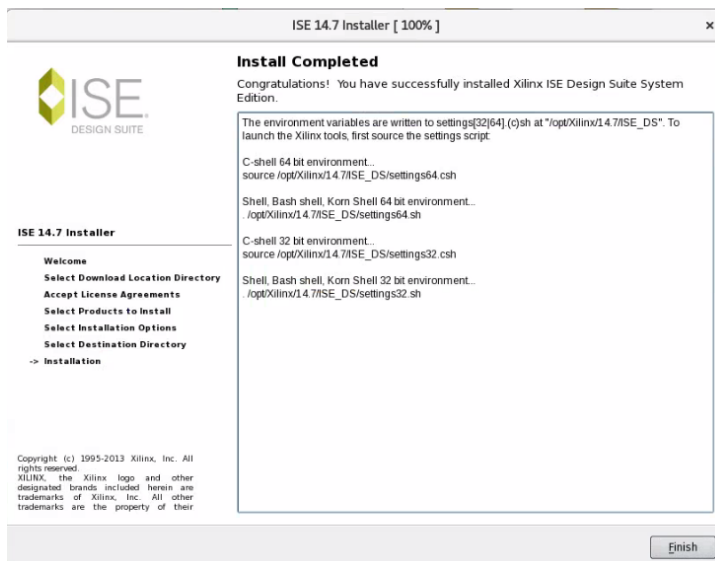 ISE 14.7 Installer [ 100% ]
×
ISE.
DESIGN SUITE
ISE 14.7 Installer
Welcome
Select Download Location Directory
Accept License Agreements
Select Products to Install
Select Installation Options
Select Destination Directory
-> Installation
Copyright (c) 1995-2013 Xilinx, Inc. All
rights reserved.
XILINX, the Xilinx logo and other
designated brands included herein are
trademarks of Xilinx, Inc. All other
trademarks are the property of their
Install Completed
Congratulations! You have successfully installed Xilinx ISE Design Suite System
Edition.
The environment variables are written to settings[32|64].(c)sh at "/opt/Xilinx/14.7/ISE_DS". To
launch the Xilinx tools, first source the settings script:
C-shell 64 bit environment...
source /opt/Xilinx/14.7/ISE_DS/settings64.csh
Shell, Bash shell, Korn Shell 64 bit environment...
. /opt/Xilinx/14.7/ISE_DS/settings64.sh
C-shell 32 bit environment...
source /opt/Xilinx/14.7/ISE_DS/settings32.csh
Shell, Bash shell, Korn Shell 32 bit environment...
. /opt/Xilinx/14.7/ISE_DS/settings32.sh
Finish